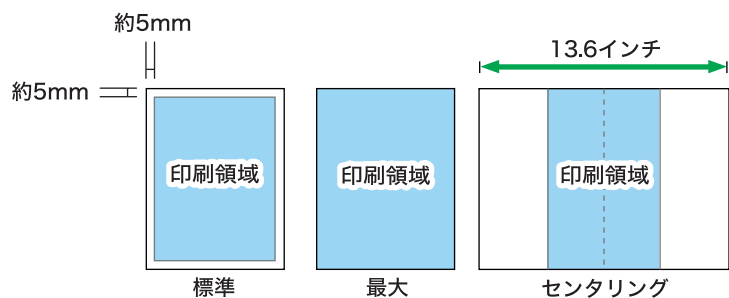 約5mm
13.6インチ
約5mm
印刷領域
印刷領域
印刷領域
標準
最大
センタリング